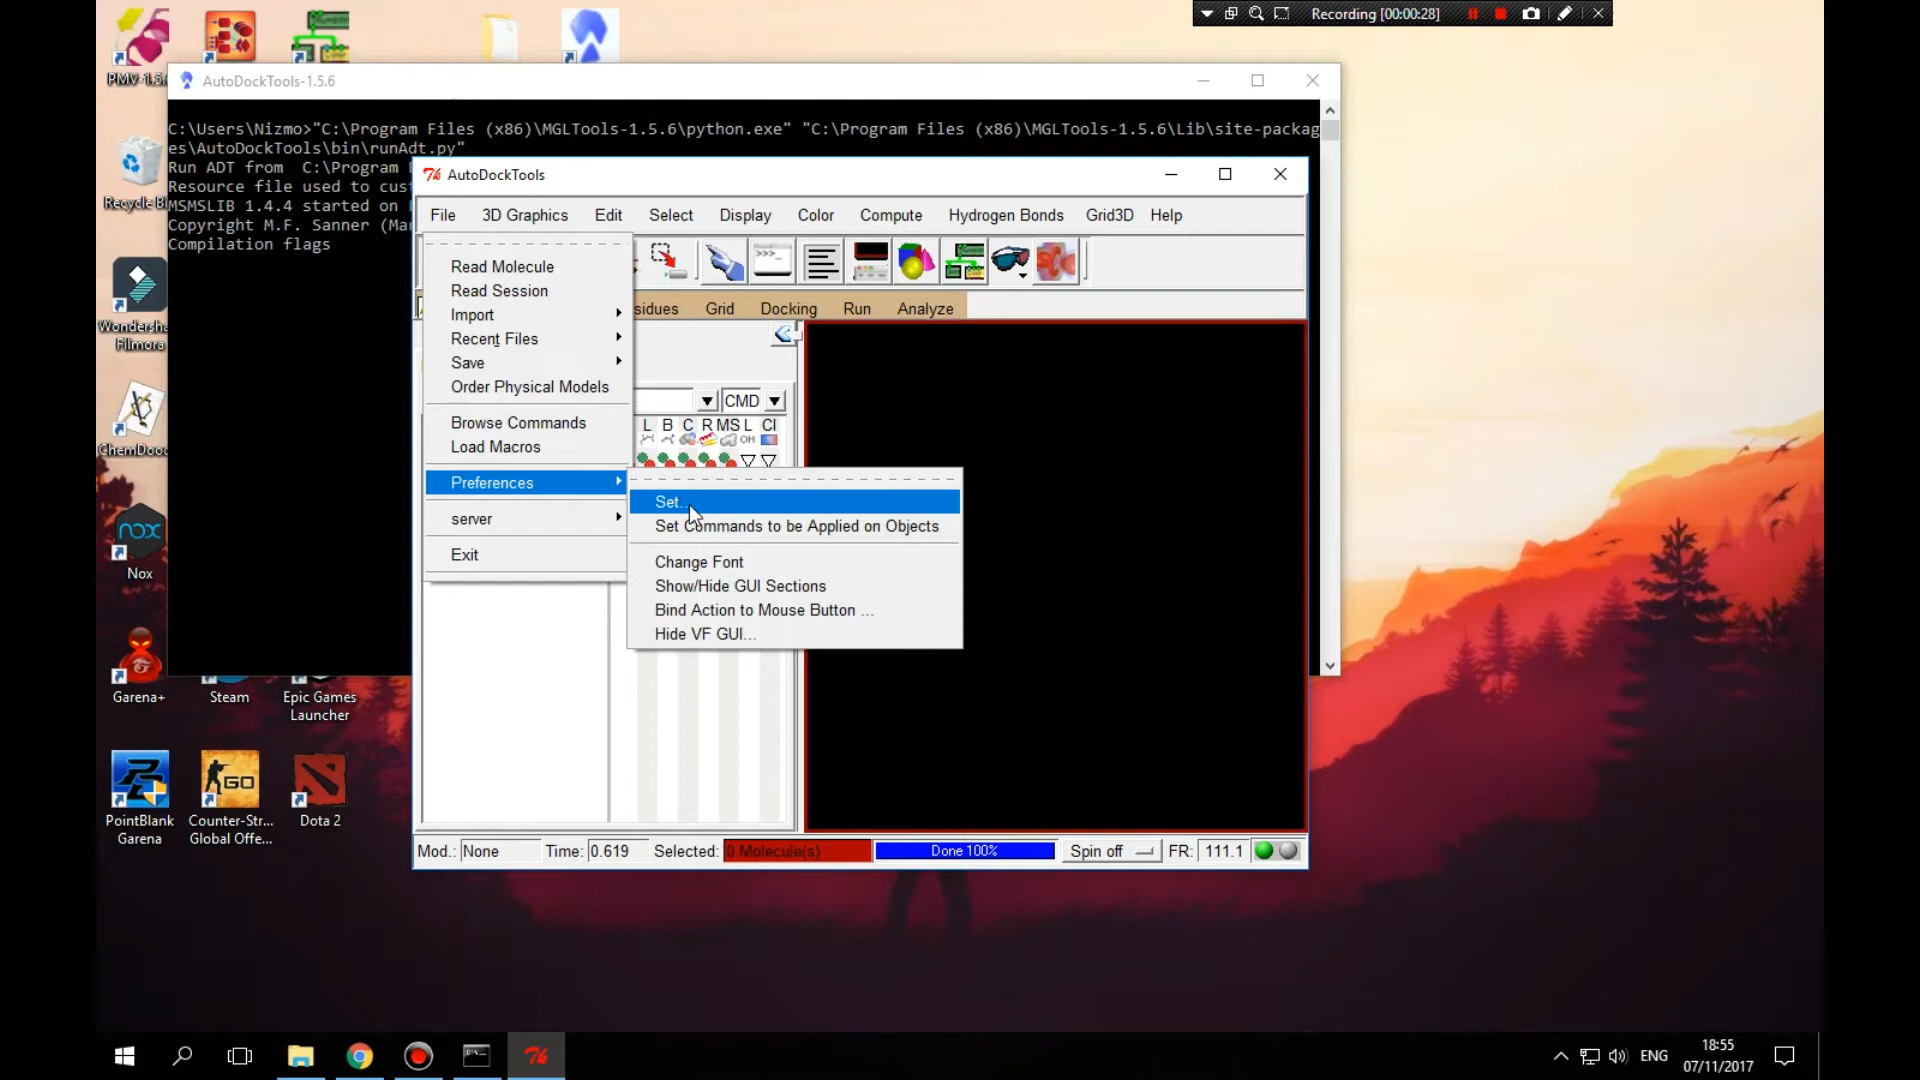 Recording [00:00:28]
PMV-1.5.
AutoDockTools-1.5.6
C:\Users\Nizmo>"C:\Program Files (x86)\MGLTools-1.5.6\python.exe" "C:\Program Files (x86)\MGLTools-1.5.6\Lib\site-packag
es\AutoDockTools\bin\runAdt.py"
Run ADT from  C:\Program
Resource file used to cust
MSMSLIB 1.4.4 started on
Copyright M.F. Sanner (Mar
Compilation flags
AutoDockTools
File 3D Graphics Edit Select Display Color Compute Hydrogen Bonds Grid3D Help
Read Molecule
Read Session
Import
Recent Files
Save
Order Physical Models
Browse Commands
Load Macros
Preferences
server
Exit
sidues Grid Docking Run Analyze
CMD
L B C R MS L Cl
Set...
Set Commands to be Applied on Objects
Change Font
Show/Hide GUI Sections
Bind Action to Mouse Button ...
Hide VF GUI...
Mod.: None Time: 0.619 Selected: 0 Molecule(s) Done 100% Spin off FR: 111.1
Recycle Bi
Wondersha
Filmora
ChemDood
nox
Nox
Garena+
Steam
Epic Games
Launcher
GO
PointBlank
Garena
Counter-Str...
Global Offe...
Dota 2
ENG
18:55
07/11/2017